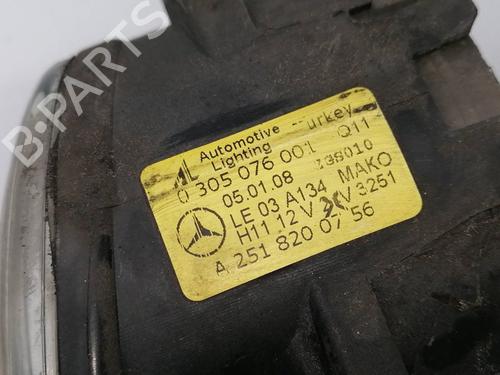 B-PARTS
AL Automotive Turkey
Lighting
0 305 076 001 Q11
05.01.08
LE 03 A134 MAKO
H11 12 V V 3251
A 251 820 07 56